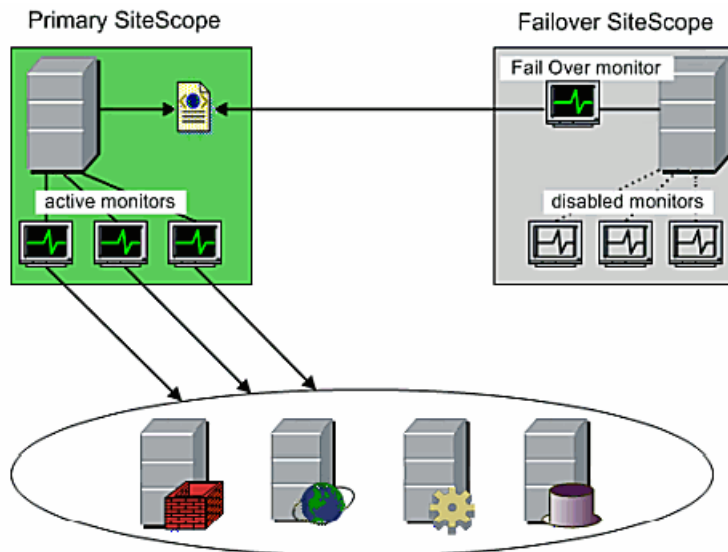 Primary SiteScope
Failover SiteScope
Fail Over monitor
active monitors
disabled monitors